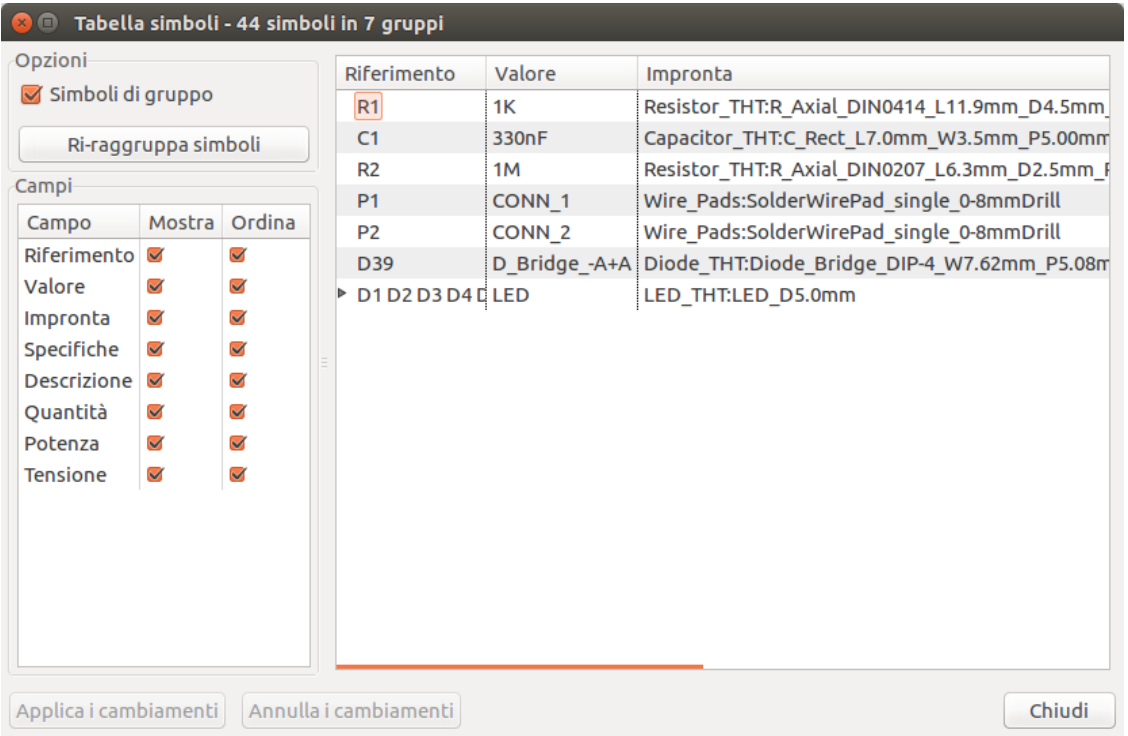 Tabella simboli - 44 simboli in 7 gruppi
Opzioni
Simboli di gruppo
Ri-raggruppa simboli
Campi
Campo Mostra Ordina
Riferimento
Valore
Impronta
Specifiche
Descrizione
Quantità
Potenza
Tensione
Riferimento Valore Impronta
R1 1K Resistor_THT:R_Axial_DIN0414_L11.9mm_D4.5mm_
C1 330nF Capacitor_THT:C_Rect_L7.0mm_W3.5mm_P5.00mm
R2 1M Resistor_THT:R_Axial_DIN0207_L6.3mm_D2.5mm_
P1 CONN_1 Wire_Pads:SolderWirePad_single_0-8mmDrill
P2 CONN_2 Wire_Pads:SolderWirePad_single_0-8mmDrill
D39 D_Bridge_-A+A Diode_THT:Diode_Bridge_DIP-4_W7.62mm_P5.08m
D1 D2 D3 D4 D LED LED_THT:LED_D5.0mm
Applica i cambiamenti Annulla i cambiamenti Chiudi